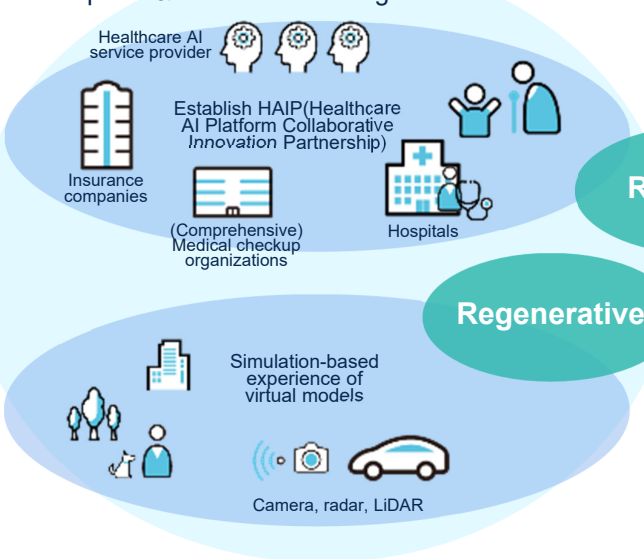 Healthcare AI
service provider
Establish HAIP(Healthcare
AI Platform Collaborative
Innovation Partnership)
Insurance
companies
(Comprehensive)
Medical checkup
organizations
Hospitals
R
Regenerative
Simulation-based
experience of
virtual models
Camera, radar, LiDAR